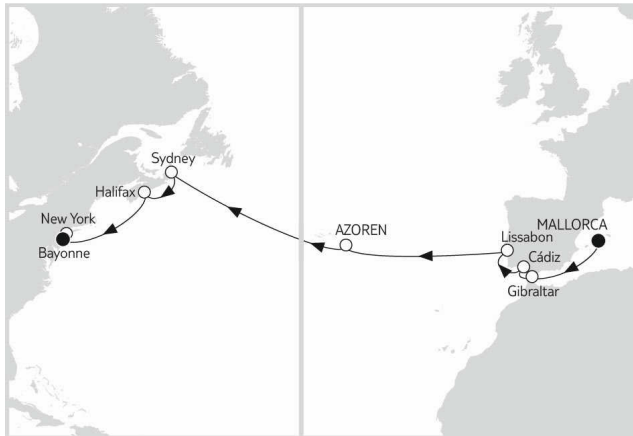 Sydney
Halifax
New York
Bayonne
AZOREN
Lissabon
MALLORCA
Cádiz
Gibraltar